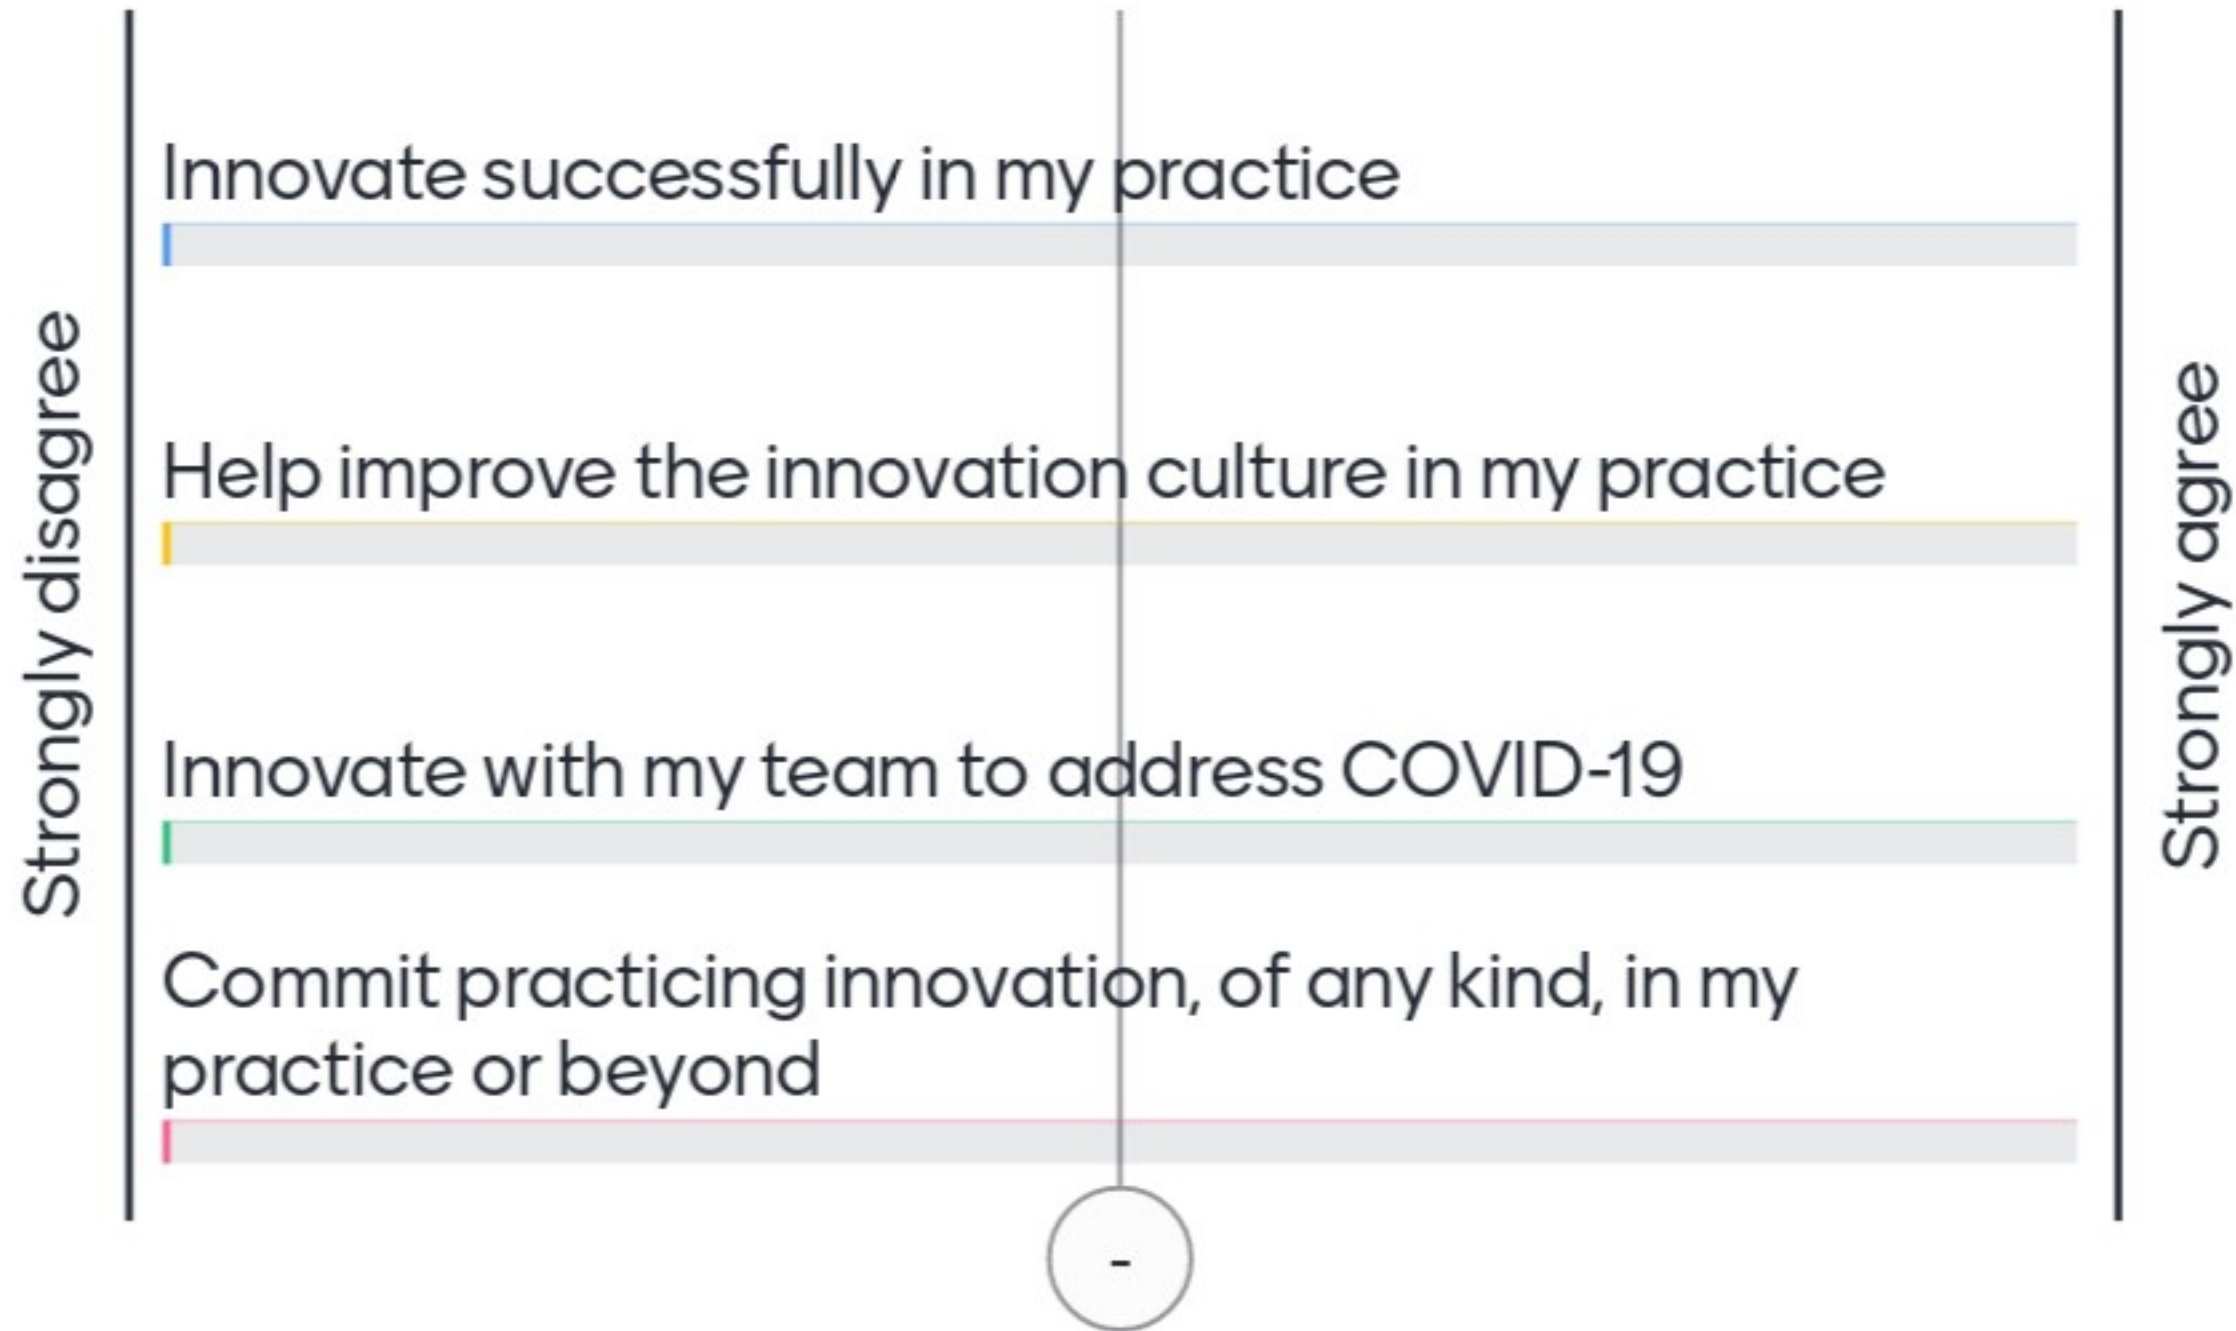 Strongly disagree
Innovate successfully in my practice
Help improve the innovation culture in my practice
Innovate with my team to address COVID-19
Commit practicing innovation, of any kind, in my
practice or beyond
-
Strongly agree